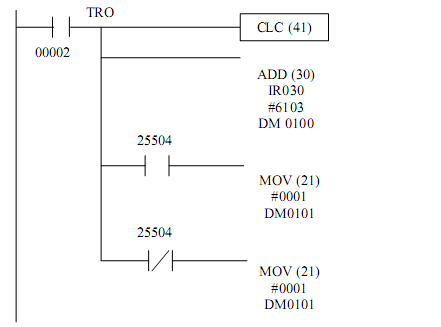 TRO
CLC (41)
00002
ADD (30)
IR030
#6103
DM 0100
25504
MOV (21)
#0001
DM0101
25504
MOV (21)
#0001
DM0101